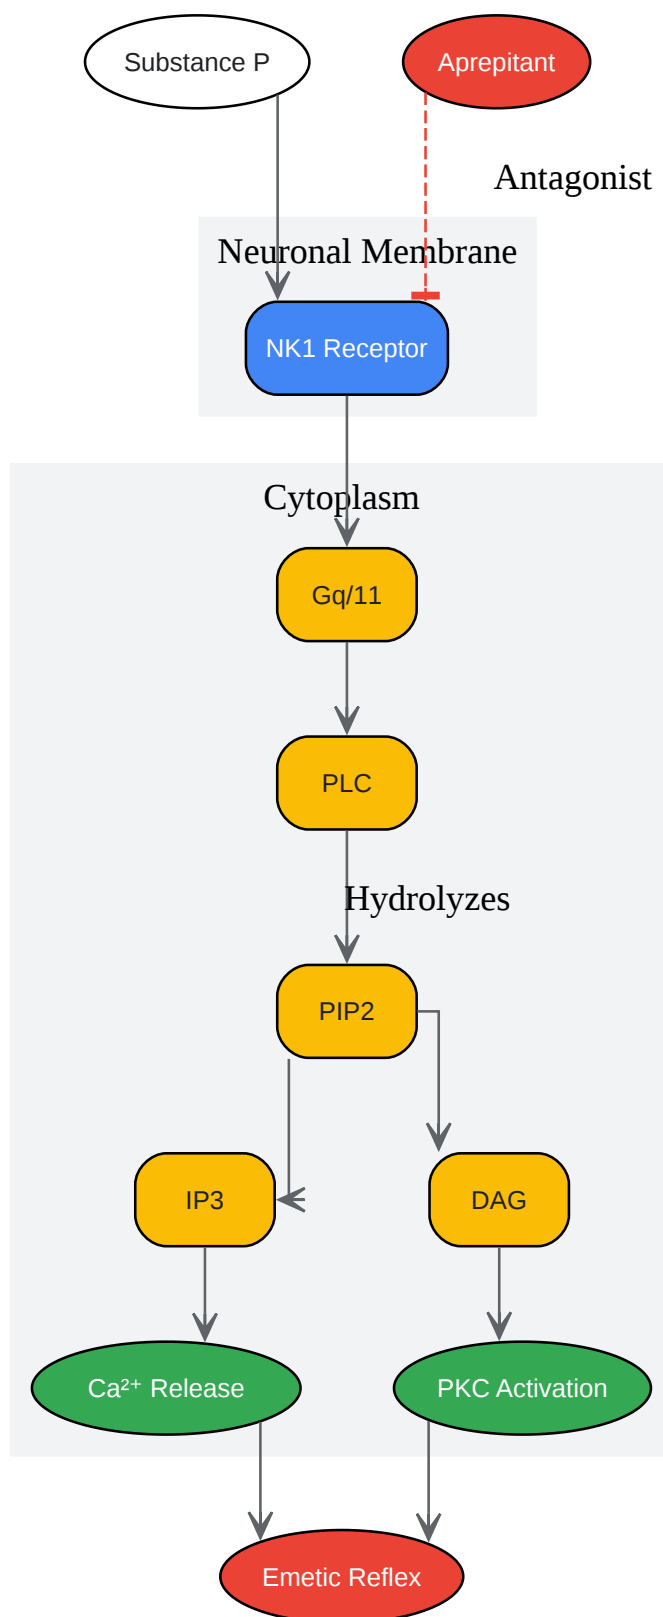 Substance P
Aprepitant
Antagonist
Neuronal Membrane
NK1 Receptor
Cytoplasm
Gq/11
PLC
Hydrolyzes
PIP2
IP3
DAG
Ca²⁺ Release
PKC Activation
Emetic Reflex